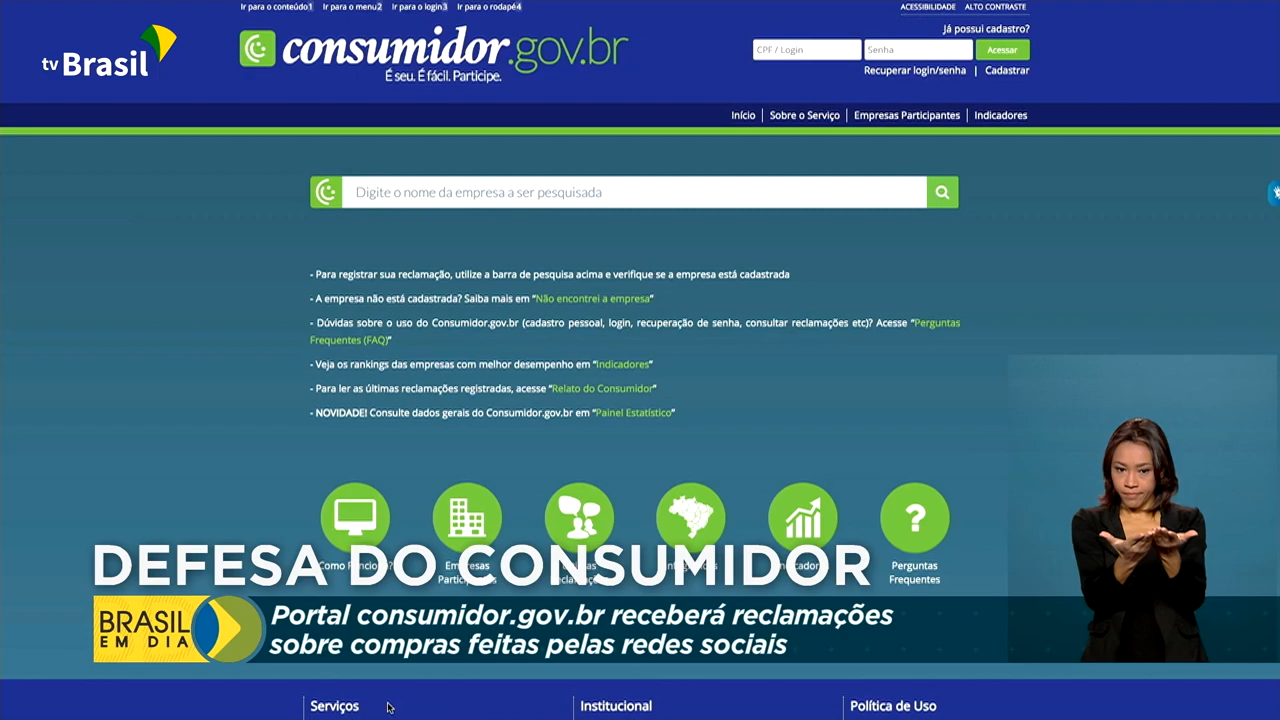 Ir para o conteúdo1 Ir para o menu2 Ir para o login3 Ir para o rodapé4
ACESSIBILIDADE ALTO CONTRASTE
tv Brasil
consumidor.gov.br
É seu. É fácil. Participe.
Já possui cadastro?
CPF / Login Senha Acessar
Recuperar login/senha | Cadastrar
Início | Sobre o Serviço | Empresas Participantes | Indicadores
Digite o nome da empresa a ser pesquisada
- Para registrar sua reclamação, utilize a barra de pesquisa acima e verifique se a empresa está cadastrada
- A empresa não está cadastrada? Saiba mais em "Não encontrei a empresa"
- Dúvidas sobre o uso do Consumidor.gov.br (cadastro pessoal, login, recuperação de senha, consultar reclamações etc)? Acesse "Perguntas
Frequentes (FAQ)"
- Veja os rankings das empresas com melhor desempenho em "Indicadores"
- Para ler as últimas reclamações registradas, acesse "Relato do Consumidor"
- NOVIDADE! Consulte dados gerais do Consumidor.gov.br em "Painel Estatístico"
?
Perguntas
Frequentes
DEFESA DO CONSUMIDOR
BRASIL
EM DIA
Portal consumidor.gov.br receberá reclamações
sobre compras feitas pelas redes sociais
Serviços Institucional Política de Uso